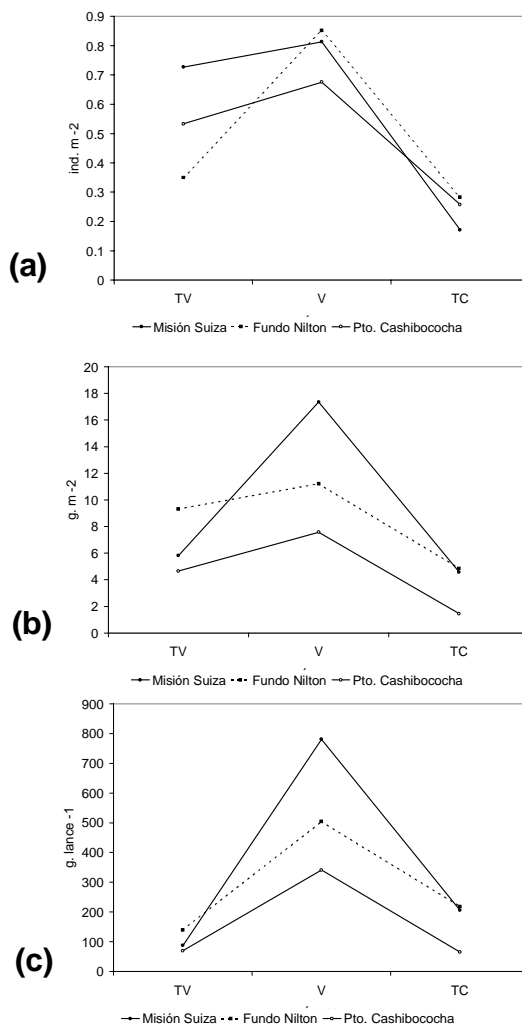 0.9
0.8
0.7
0.6
0.5
0.4
0.3
0.2
0.1
0
ind. m -2
(a)
TV V TC
Misión Suiza Fundo Nilton Pto. Cashibococha
20
18
16
14
12
10
8
6
4
2
0
g. m -2
(b)
TV V TC
Misión Suiza Fundo Nilton Pto. Cashibococha
900
800
700
600
500
400
300
200
100
0
g. lance -1
(c)
TV V TC
Misión Suiza Fundo Nilton Pto. Cashibococha